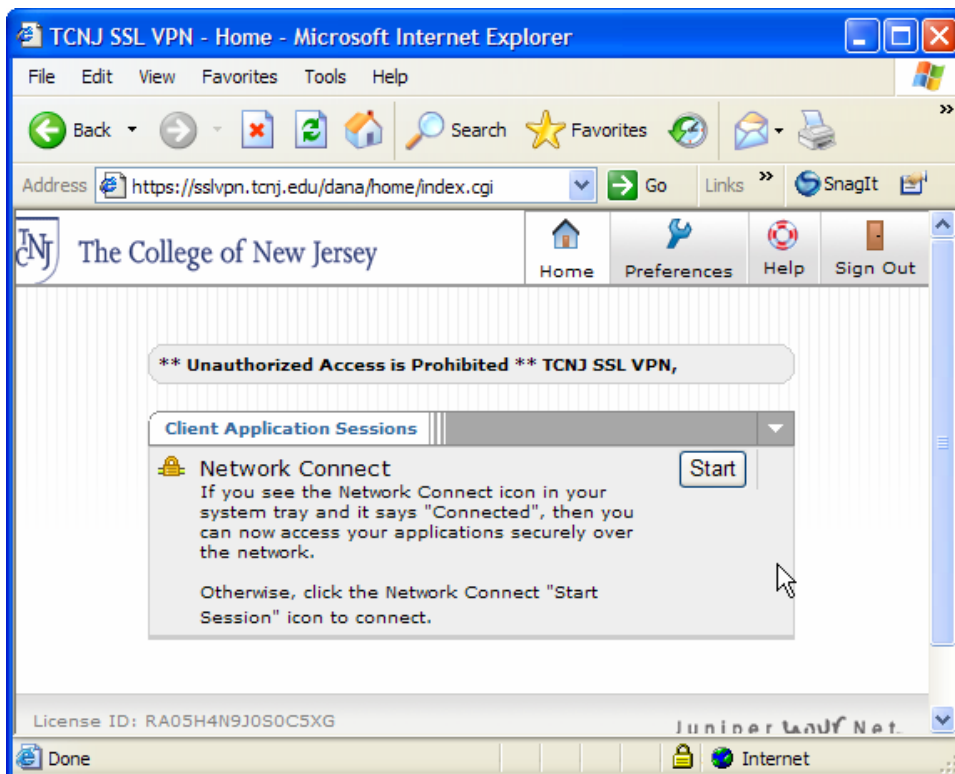 TCNJ SSL VPN - Home - Microsoft Internet Explorer
File Edit View Favorites Tools Help
Back Search Favorites »
Address https://sslvpn.tcnj.edu/dana/home/index.cgi Go Links » SnagIt
TCNJ The College of New Jersey
Home Preferences Help Sign Out
** Unauthorized Access is Prohibited ** TCNJ SSL VPN,
Client Application Sessions
Network Connect Start
If you see the Network Connect icon in your
system tray and it says "Connected", then you
can now access your applications securely over
the network.
Otherwise, click the Network Connect "Start
Session" icon to connect.
License ID: RA05H4N9J0S0C5XG
Juniper Net
Done Internet